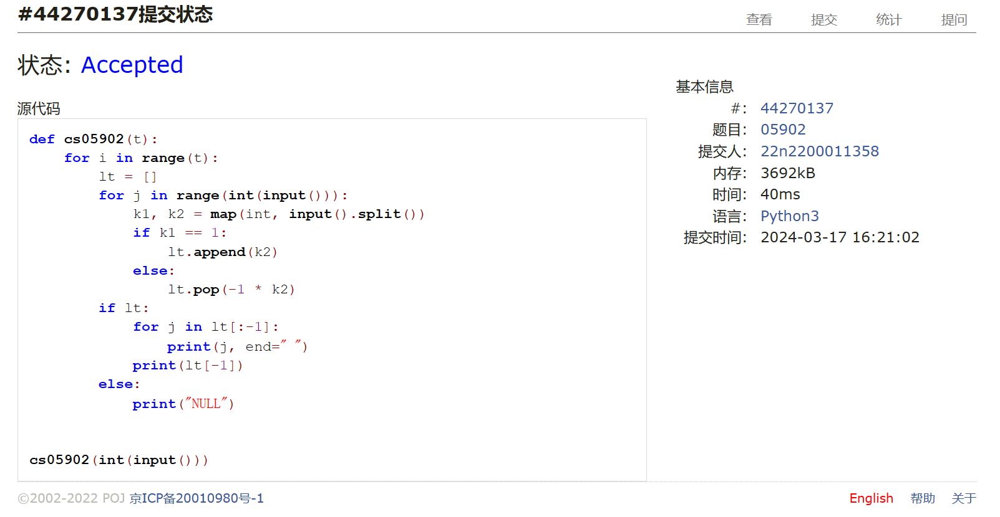 #44270137提交状态
查看 提交 统计 提问
状态: Accepted
源代码
def cs05902(t):
    for i in range(t):
        lt = []
        for j in range(int(input())):
            k1, k2 = map(int, input().split())
            if k1 == 1:
                lt.append(k2)
            else:
                lt.pop(-1 * k2)
        if lt:
            for j in lt[:-1]:
                print(j, end=" ")
            print(lt[-1])
        else:
            print("NULL")
cs05902(int(input()))
基本信息
#: 44270137
题目: 05902
提交人: 22n2200011358
内存: 3692kB
时间: 40ms
语言: Python3
提交时间: 2024-03-17 16:21:02
©2002-2022 POJ 京ICP备20010980号-1
English 帮助 关于